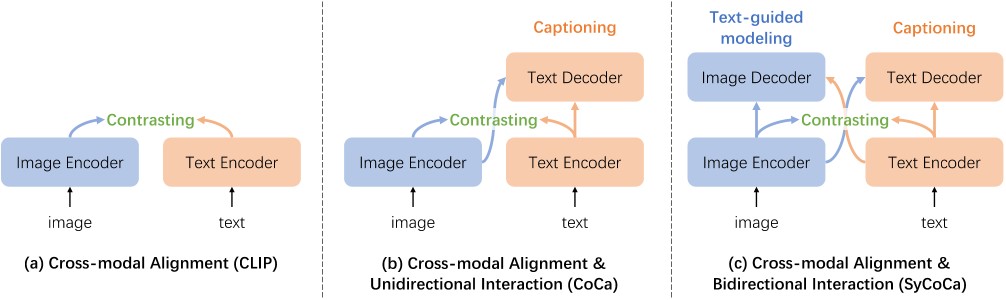 Contrasting
Image Encoder
Text Encoder
image
text
(a) Cross-modal Alignment (CLIP)
Captioning
Text Decoder
Contrasting
Image Encoder
Text Encoder
image
text
(b) Cross-modal Alignment &
Unidirectional Interaction (CoCa)
Text-guided
modeling
Captioning
Image Decoder
Text Decoder
Contrasting
Image Encoder
Text Encoder
image
text
(c) Cross-modal Alignment &
Bidirectional Interaction (SyCoCa)